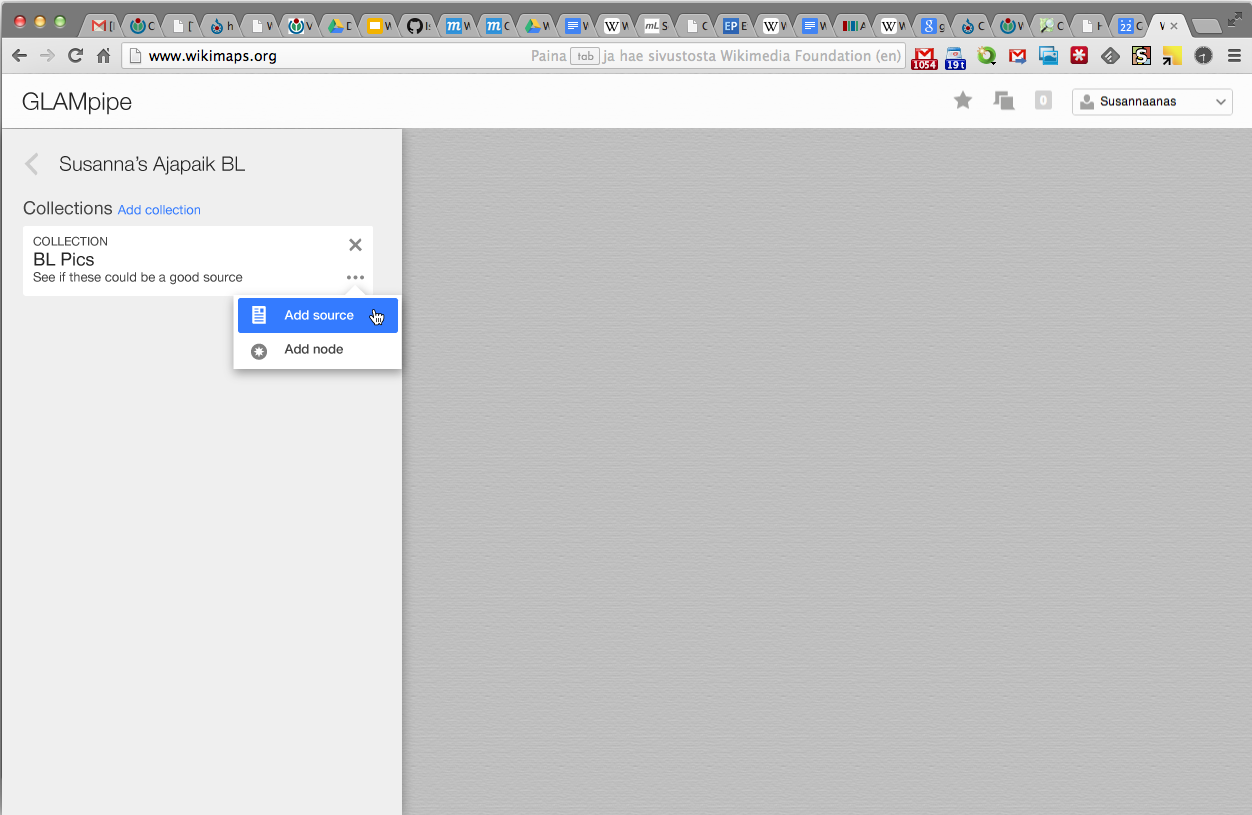 www.wikimaps.org
Paina tab ja hae sivustosta Wikimedia Foundation (en)
1054
19t
GLAMpipe
0
Susannaanas
Susanna's Ajapaik BL
Collections Add collection
COLLECTION
BL Pics
See if these could be a good source
Add source
Add node